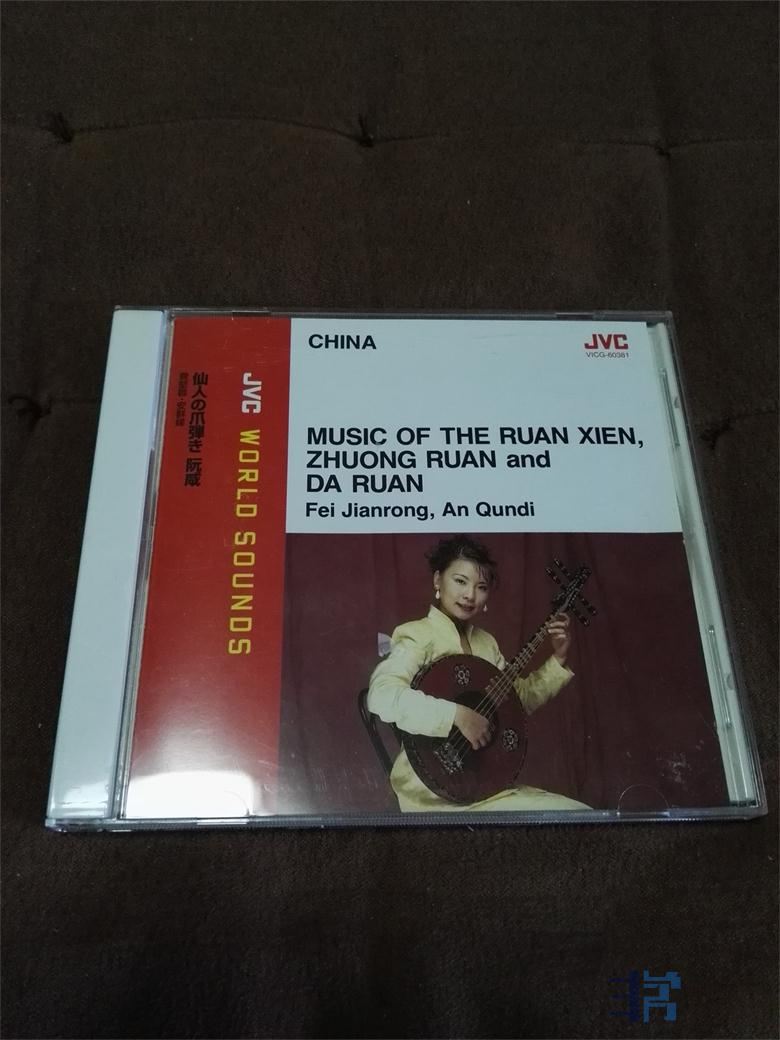 CHINA
JVC
VICG-60381
MUSIC OF THE RUAN XIEN,
ZHUONG RUAN and
DA RUAN
Fei Jianrong, An Qundi
JVC WORLD SOUNDS
仙人の爪弾き 阮咸